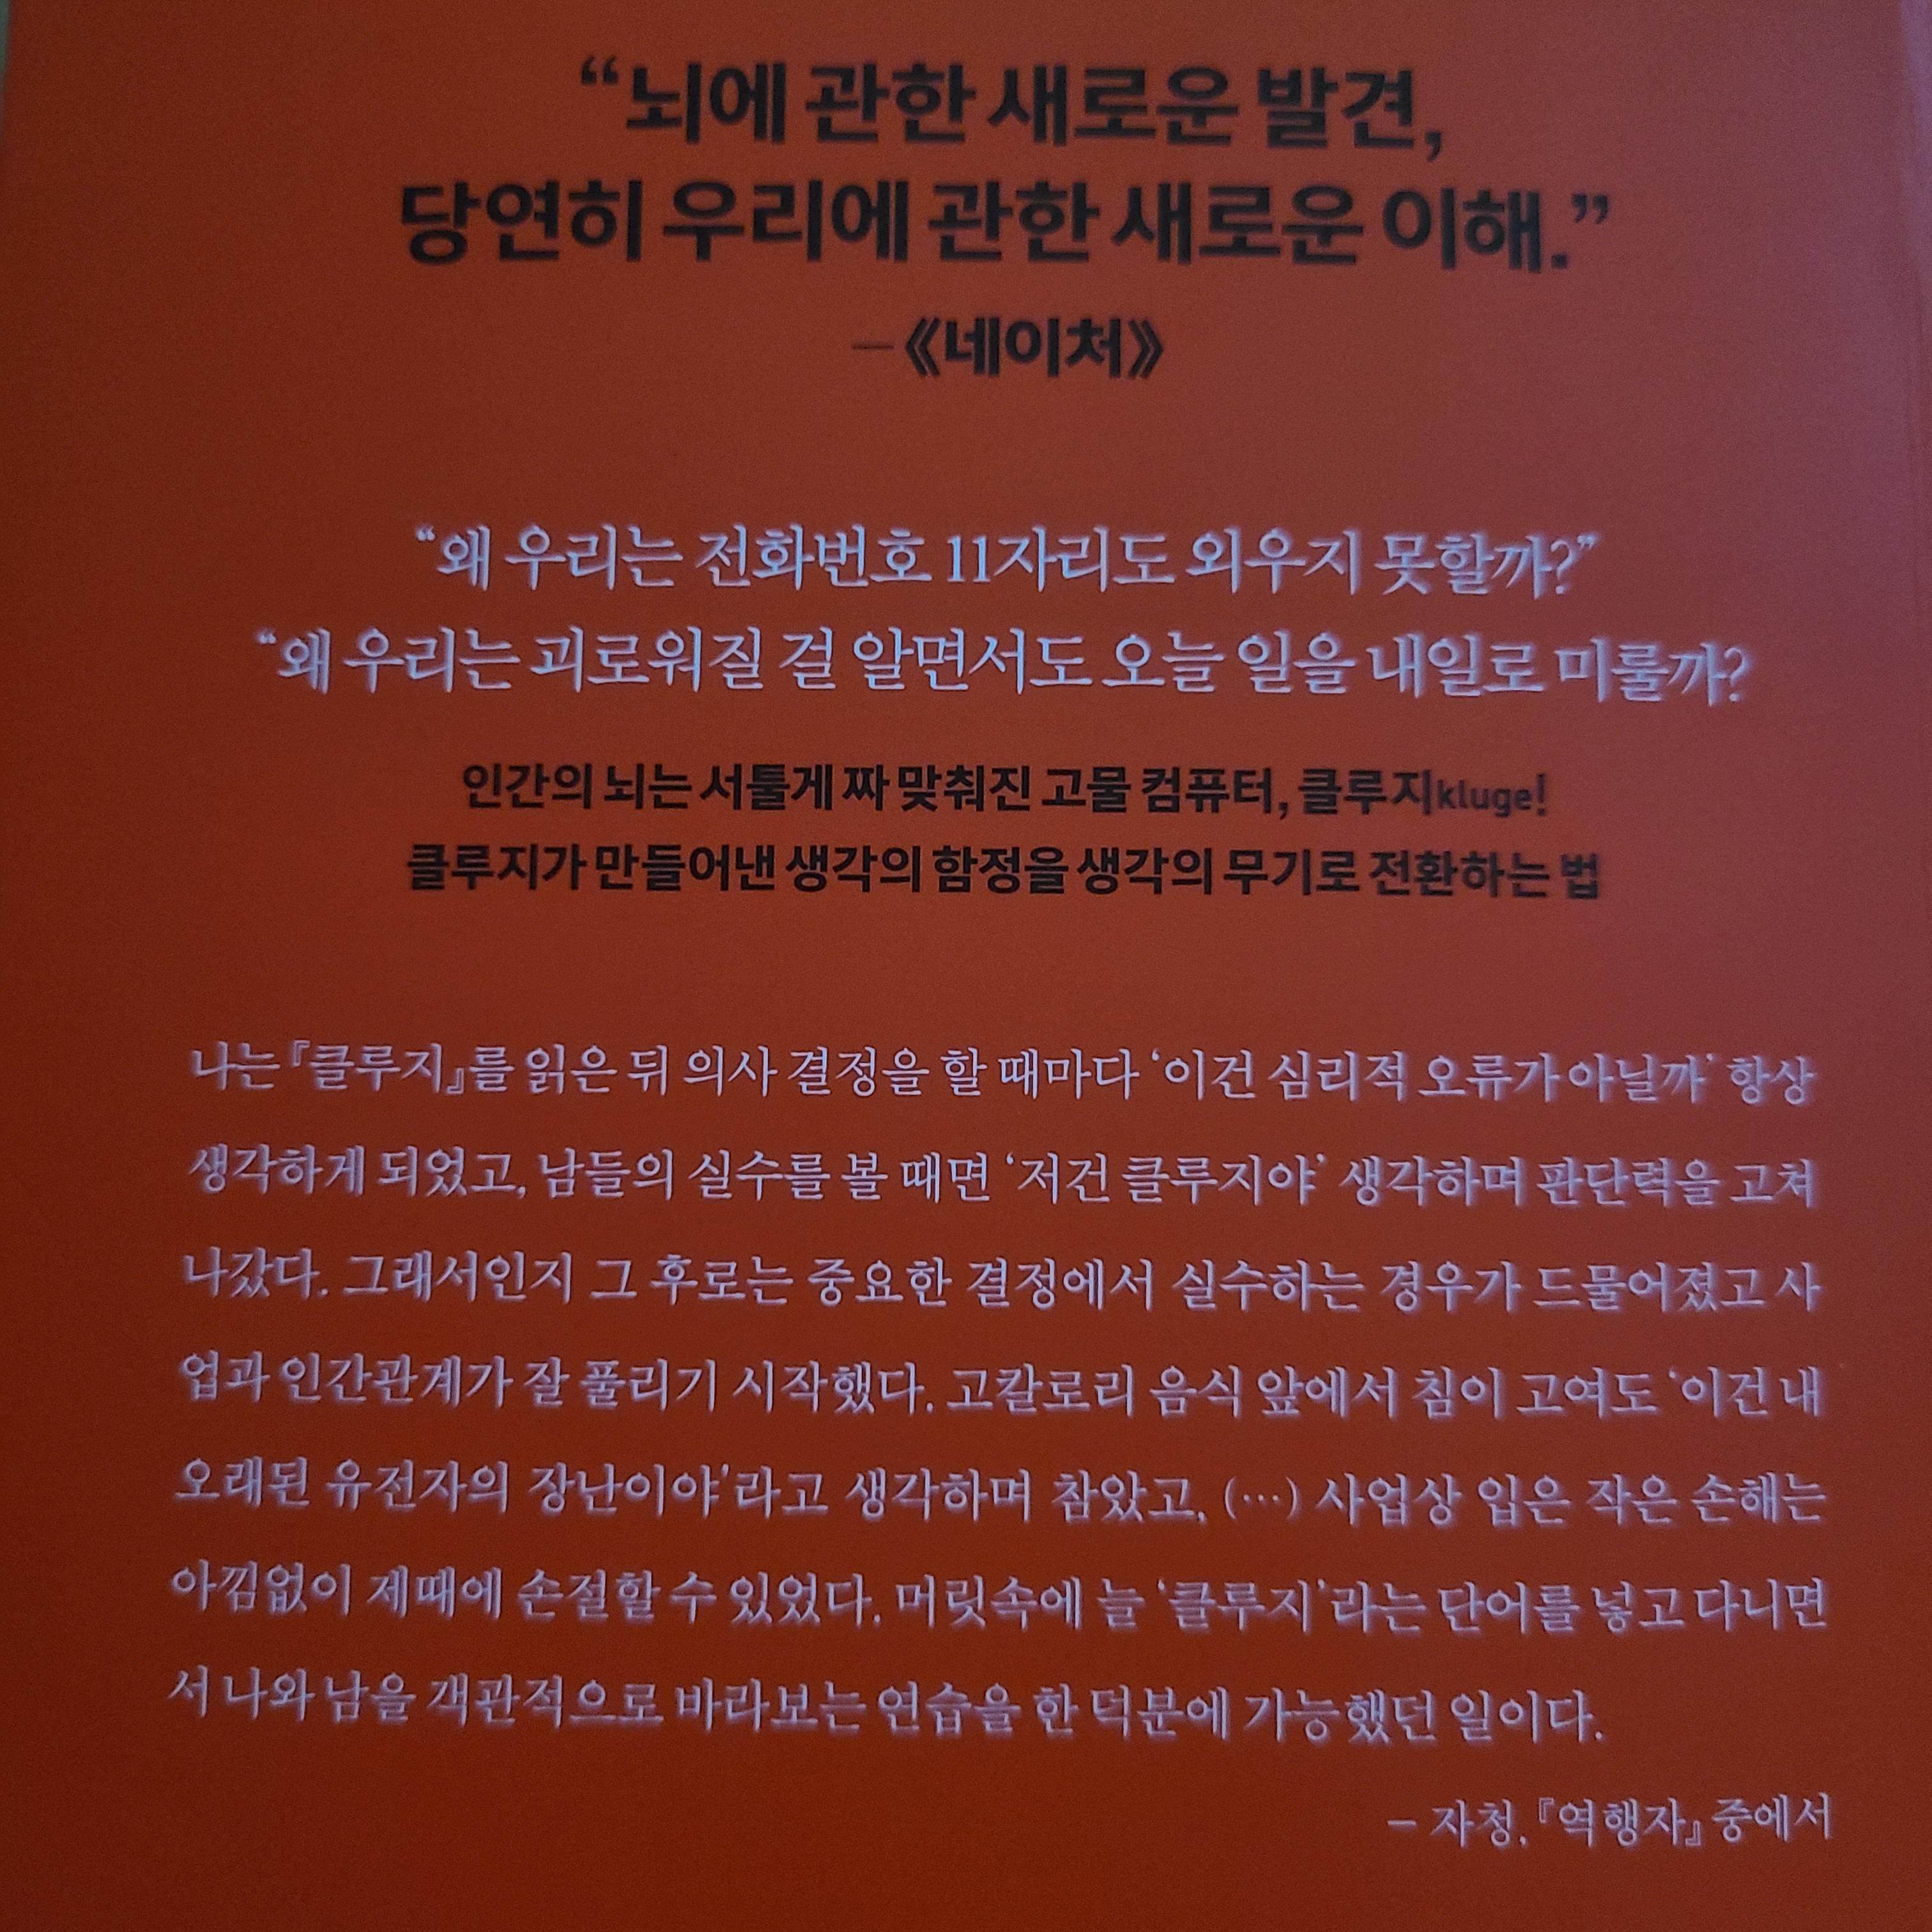 “뇌에 관한 새로운 발견,
당연히 우리에 관한 새로운 이해.”
—《네이처》
“왜 우리는 전화번호 11자리도 외우지 못할까?”
“왜 우리는 괴로워질 걸 알면서도 오늘 일을 내일로 미룰까?
인간의 뇌는 서툴게 짜 맞춰진 고물 컴퓨터, 클루지kluge!
클루지가 만들어낸 생각의 함정을 생각의 무기로 전환하는 법
나는 『클루지』를 읽은 뒤 의사 결정을 할 때마다 ‘이건 심리적 오류가 아닐까’ 항상
생각하게 되었고, 남들의 실수를 볼 때면 ‘저건 클루지야’ 생각하며 판단력을 고쳐
나갔다. 그래서인지 그 후로는 중요한 결정에서 실수하는 경우가 드물어졌고 사
업과 인간관계가 잘 풀리기 시작했다. 고칼로리 음식 앞에서 침이 고여도 ‘이건 내
오래된 유전자의 장난이야’라고 생각하며 참았고, (…) 사업상 입은 작은 손해는
아낌없이 제때에 손절할 수 있었다. 머릿속에 늘 ‘클루지’라는 단어를 넣고 다니면
서 나와 남을 객관적으로 바라보는 연습을 한 덕분에 가능했던 일이다.
– 자청, 『역행자』 중에서